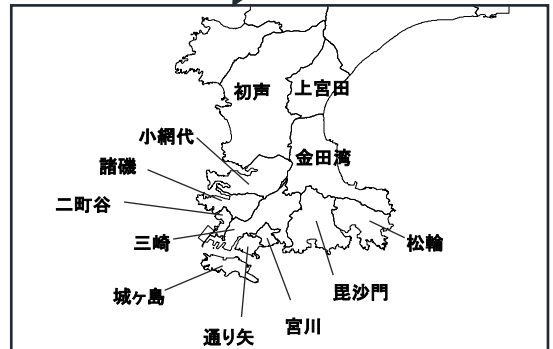 初声
上宮田
小網代
金田湾
諸磯
二町谷
三崎
松輪
城ヶ島
毘沙門
宮川
通り矢